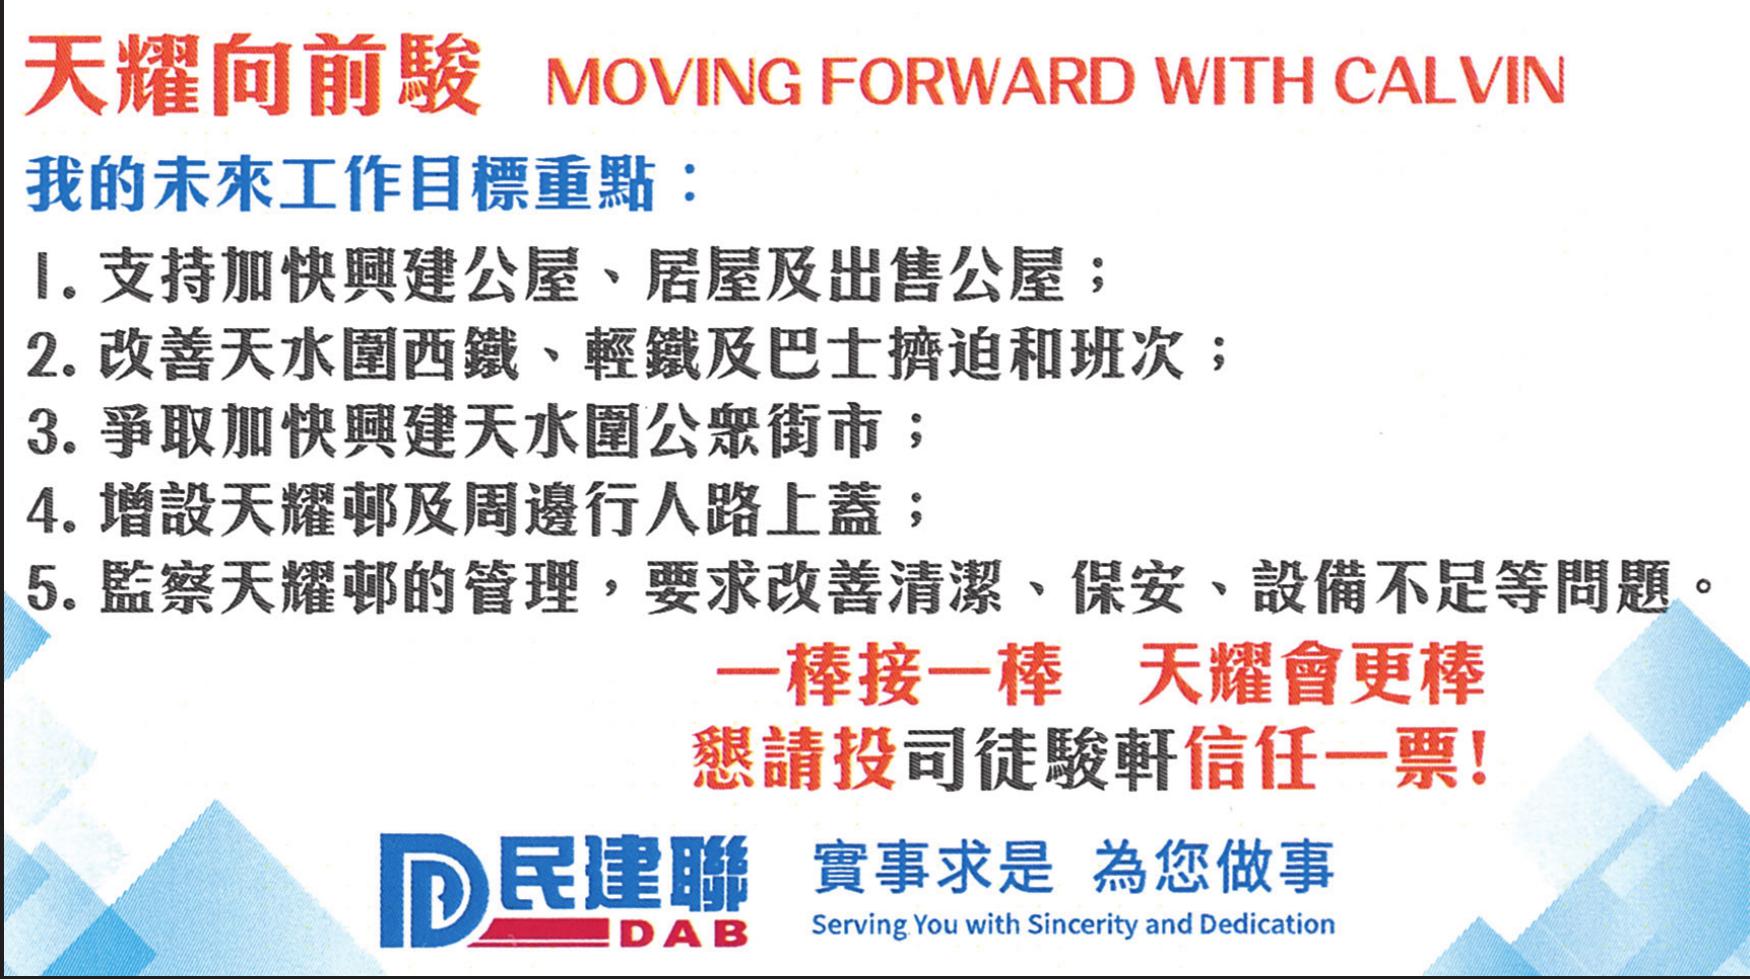 天耀向前駿 MOVING FORWARD WITH CALVIN
我的未來工作目標重點：
1. 支持加快興建公屋、居屋及出售公屋；
2. 改善天水圍西鐵、輕鐵及巴士擠迫和班次；
3. 爭取加快興建天水圍公眾街市；
4. 增設天耀邨及周邊行人路上蓋；
5. 監察天耀邨的管理，要求改善清潔、保安、設備不足等問題。
一棒接一棒 天耀會更棒
懇請投司徒駿軒信任一票!
民建聯 實事求是 為您做事
DAB Serving You with Sincerity and Dedication